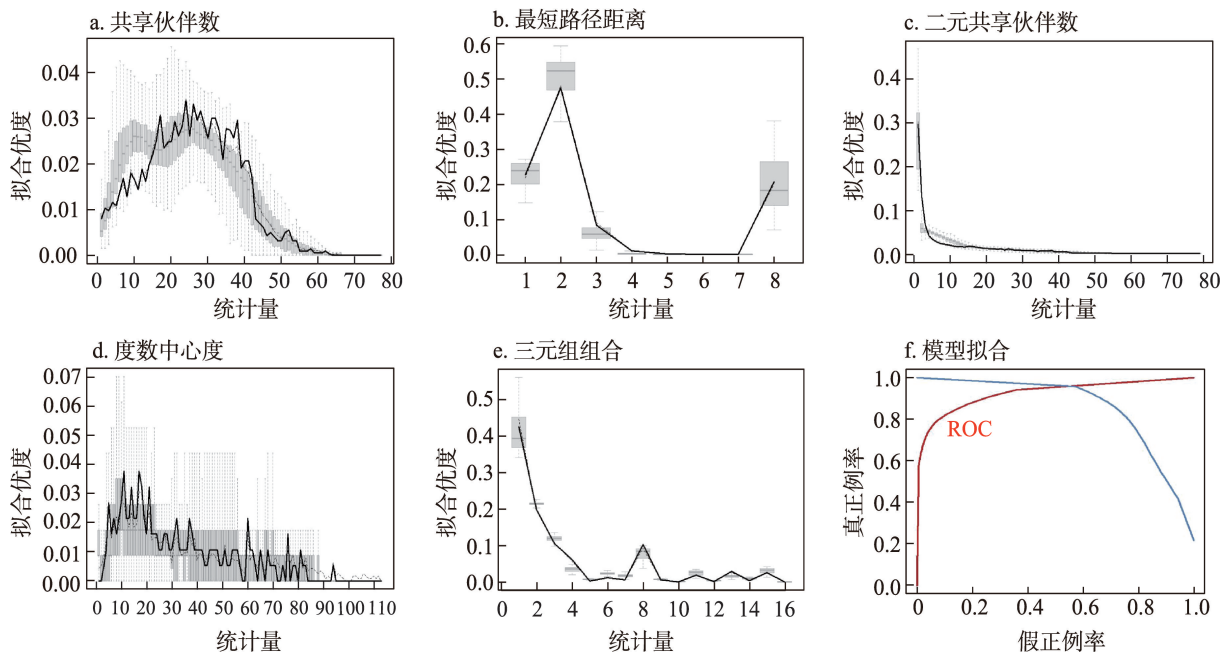 a. 共享伙伴数
拟合优度
0.04
0.03
0.02
0.01
0.00
0 10 20 30 40 50 60 70 80
统计量
b. 最短路径距离
拟合优度
0.6
0.5
0.4
0.3
0.2
0.1
0.0
1 2 3 4 5 6 7 8
统计量
c. 二元共享伙伴数
拟合优度
0.4
0.3
0.2
0.1
0.0
0 10 20 30 40 50 60 70 80
统计量
d. 度数中心度
拟合优度
0.07
0.06
0.05
0.04
0.03
0.02
0.01
0.00
0 10 20 30 40 50 60 70 80 90 100 110
统计量
e. 三元组组合
拟合优度
0.5
0.4
0.3
0.2
0.1
0.0
0 2 4 6 8 10 12 14 16
统计量
f. 模型拟合
真正例率
1.0
0.8
0.6
0.4
0.2
0.0
ROC
0 0.2 0.4 0.6 0.8 1.0
假正例率